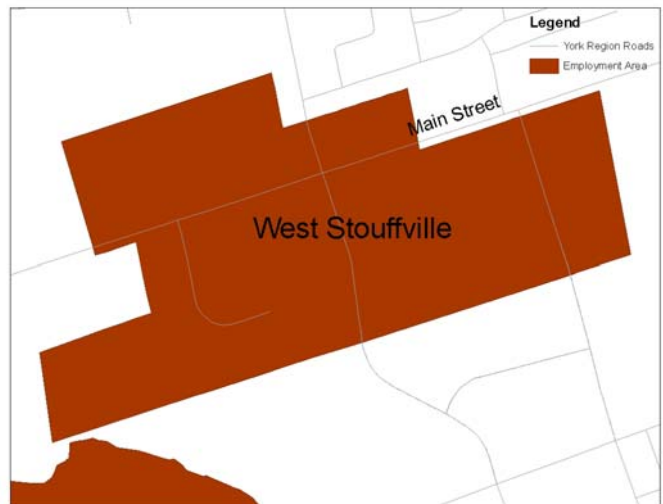 Legend
York Region Roads
Employment Area
Main Street
West Stouffville